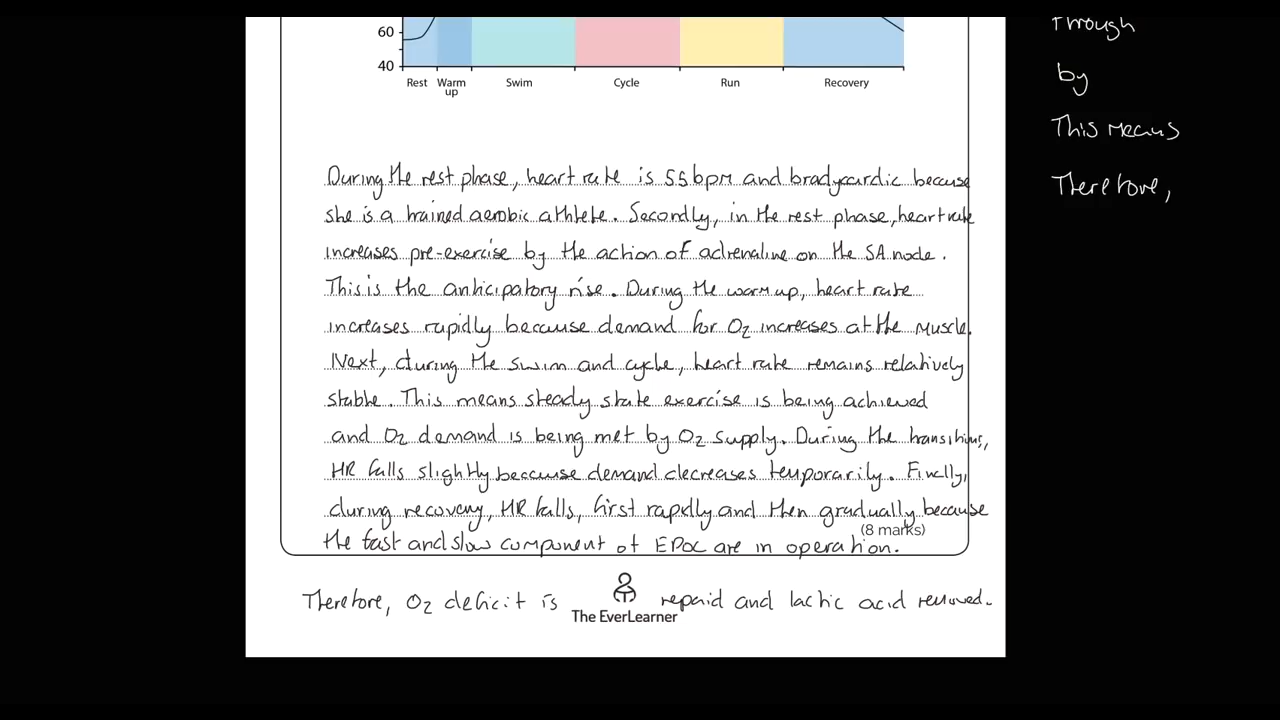 60
40
Rest Warm up Swim Cycle Run Recovery
through
by
This means
Therefore,
During the rest phase, heart rate is 55bpm and bradycardic because
she is a trained aerobic athlete. Secondly, in the rest phase, heart rate
increases pre-exercise by the action of adrenaline on the SA node.
This is the anticipatory rise. During the warm up, heart rate
increases rapidly because demand for O2 increases at the muscle.
Next, during the swim and cycle, heart rate remains relatively
stable. This means steady state exercise is being achieved
and O2 demand is being met by O2 supply. During the transitions,
HR falls slightly because demand decreases temporarily. Finally,
during recovery, HR falls, first rapidly and then gradually because
(8 marks)
the fast and slow component of EPOC are in operation.
Therefore, O2 deficit is repaid and lactic acid removed.
The EverLearner